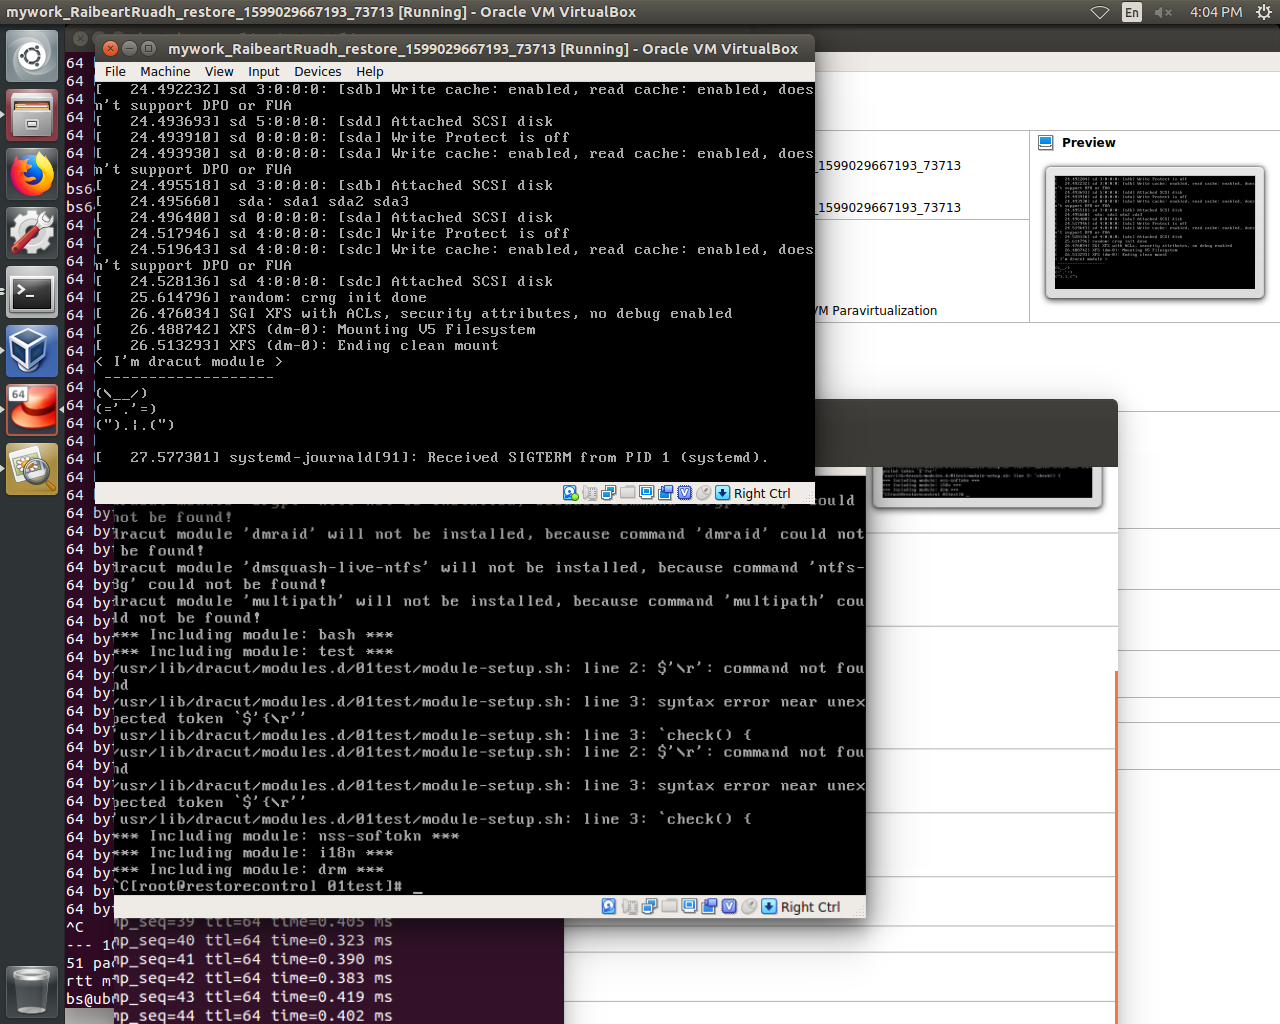 mywork_RaibeartRuadh_restore_1599029667193_73713 [Running] - Oracle VM VirtualBox
En
4:04 PM
mywork_RaibeartRuadh_restore_1599029667193_73713 [Running] - Oracle VM VirtualBox
File Machine View Input Devices Help
[   24.492232] sd 3:0:0:0: [sdb] Write cache: enabled, read cache: enabled, does
n't support DPO or FUA
[   24.493693] sd 5:0:0:0: [sdd] Attached SCSI disk
[   24.493910] sd 0:0:0:0: [sda] Write Protect is off
[   24.493930] sd 0:0:0:0: [sda] Write cache: enabled, read cache: enabled, does
n't support DPO or FUA
[   24.495518] sd 3:0:0:0: [sdb] Attached SCSI disk
[   24.495660]  sda: sda1 sda2 sda3
[   24.496400] sd 0:0:0:0: [sda] Attached SCSI disk
[   24.517946] sd 4:0:0:0: [sdc] Write Protect is off
[   24.519643] sd 4:0:0:0: [sdc] Write cache: enabled, read cache: enabled, does
n't support DPO or FUA
[   24.528136] sd 4:0:0:0: [sdc] Attached SCSI disk
[   25.614796] random: crng init done
[   26.476034] SGI XFS with ACLs, security attributes, no debug enabled
[   26.488742] XFS (dm-0): Mounting V5 Filesystem
[   26.513293] XFS (dm-0): Ending clean mount
< I'm dracut module >
 -------------------
(\__/)
(='.'=)
(").¦.(")
[   27.577301] systemd-journald[91]: Received SIGTERM from PID 1 (systemd).
Right Ctrl
_1599029667193_73713
_1599029667193_73713
VM Paravirtualization
Preview
not be found!
dracut module 'dmraid' will not be installed, because command 'dmraid' could not
 be found!
dracut module 'dmsquash-live-ntfs' will not be installed, because command 'ntfs-
3g' could not be found!
dracut module 'multipath' will not be installed, because command 'multipath' cou
ld not be found!
*** Including module: bash ***
*** Including module: test ***
/usr/lib/dracut/modules.d/01test/module-setup.sh: line 2: $'\r': command not fou
nd
/usr/lib/dracut/modules.d/01test/module-setup.sh: line 3: syntax error near unex
pected token `$'{\r''
'usr/lib/dracut/modules.d/01test/module-setup.sh: line 3: `check() {
/usr/lib/dracut/modules.d/01test/module-setup.sh: line 2: $'\r': command not fou
nd
/usr/lib/dracut/modules.d/01test/module-setup.sh: line 3: syntax error near unex
pected token `$'{\r''
'usr/lib/dracut/modules.d/01test/module-setup.sh: line 3: `check() {
*** Including module: nss-softokn ***
*** Including module: i18n ***
*** Including module: drm ***
^C[root@restorecontrol 01test]# _
Right Ctrl
^C
--- 10
51 pac
rtt m
bs@ubu
mp_seq=39 ttl=64 time=0.405 ms
mp_seq=40 ttl=64 time=0.323 ms
mp_seq=41 ttl=64 time=0.390 ms
mp_seq=42 ttl=64 time=0.383 ms
mp_seq=43 ttl=64 time=0.419 ms
mp_seq=44 ttl=64 time=0.402 ms